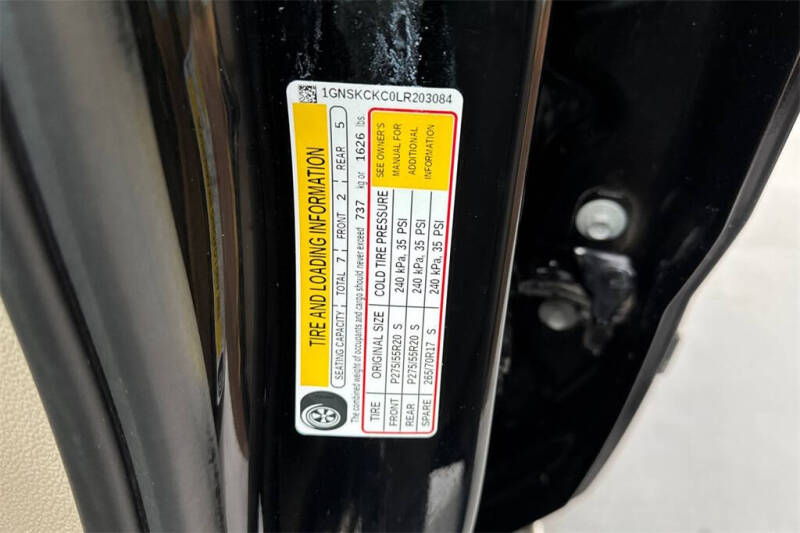 1GNSKCKC0LR203084
TIRE AND LOADING INFORMATION
SEATING CAPACITY TOTAL 7 FRONT 2 REAR 5
The combined weight of occupants and cargo should never exceed 737 kg or 1626 lbs.
TIRE ORIGINAL SIZE COLD TIRE PRESSURE
FRONT P275/55R20 S 240 kPa, 35 PSI
REAR P275/55R20 S 240 kPa, 35 PSI
SPARE 265/70R17 S 240 kPa, 35 PSI
SEE OWNER'S
MANUAL FOR
ADDITIONAL
INFORMATION